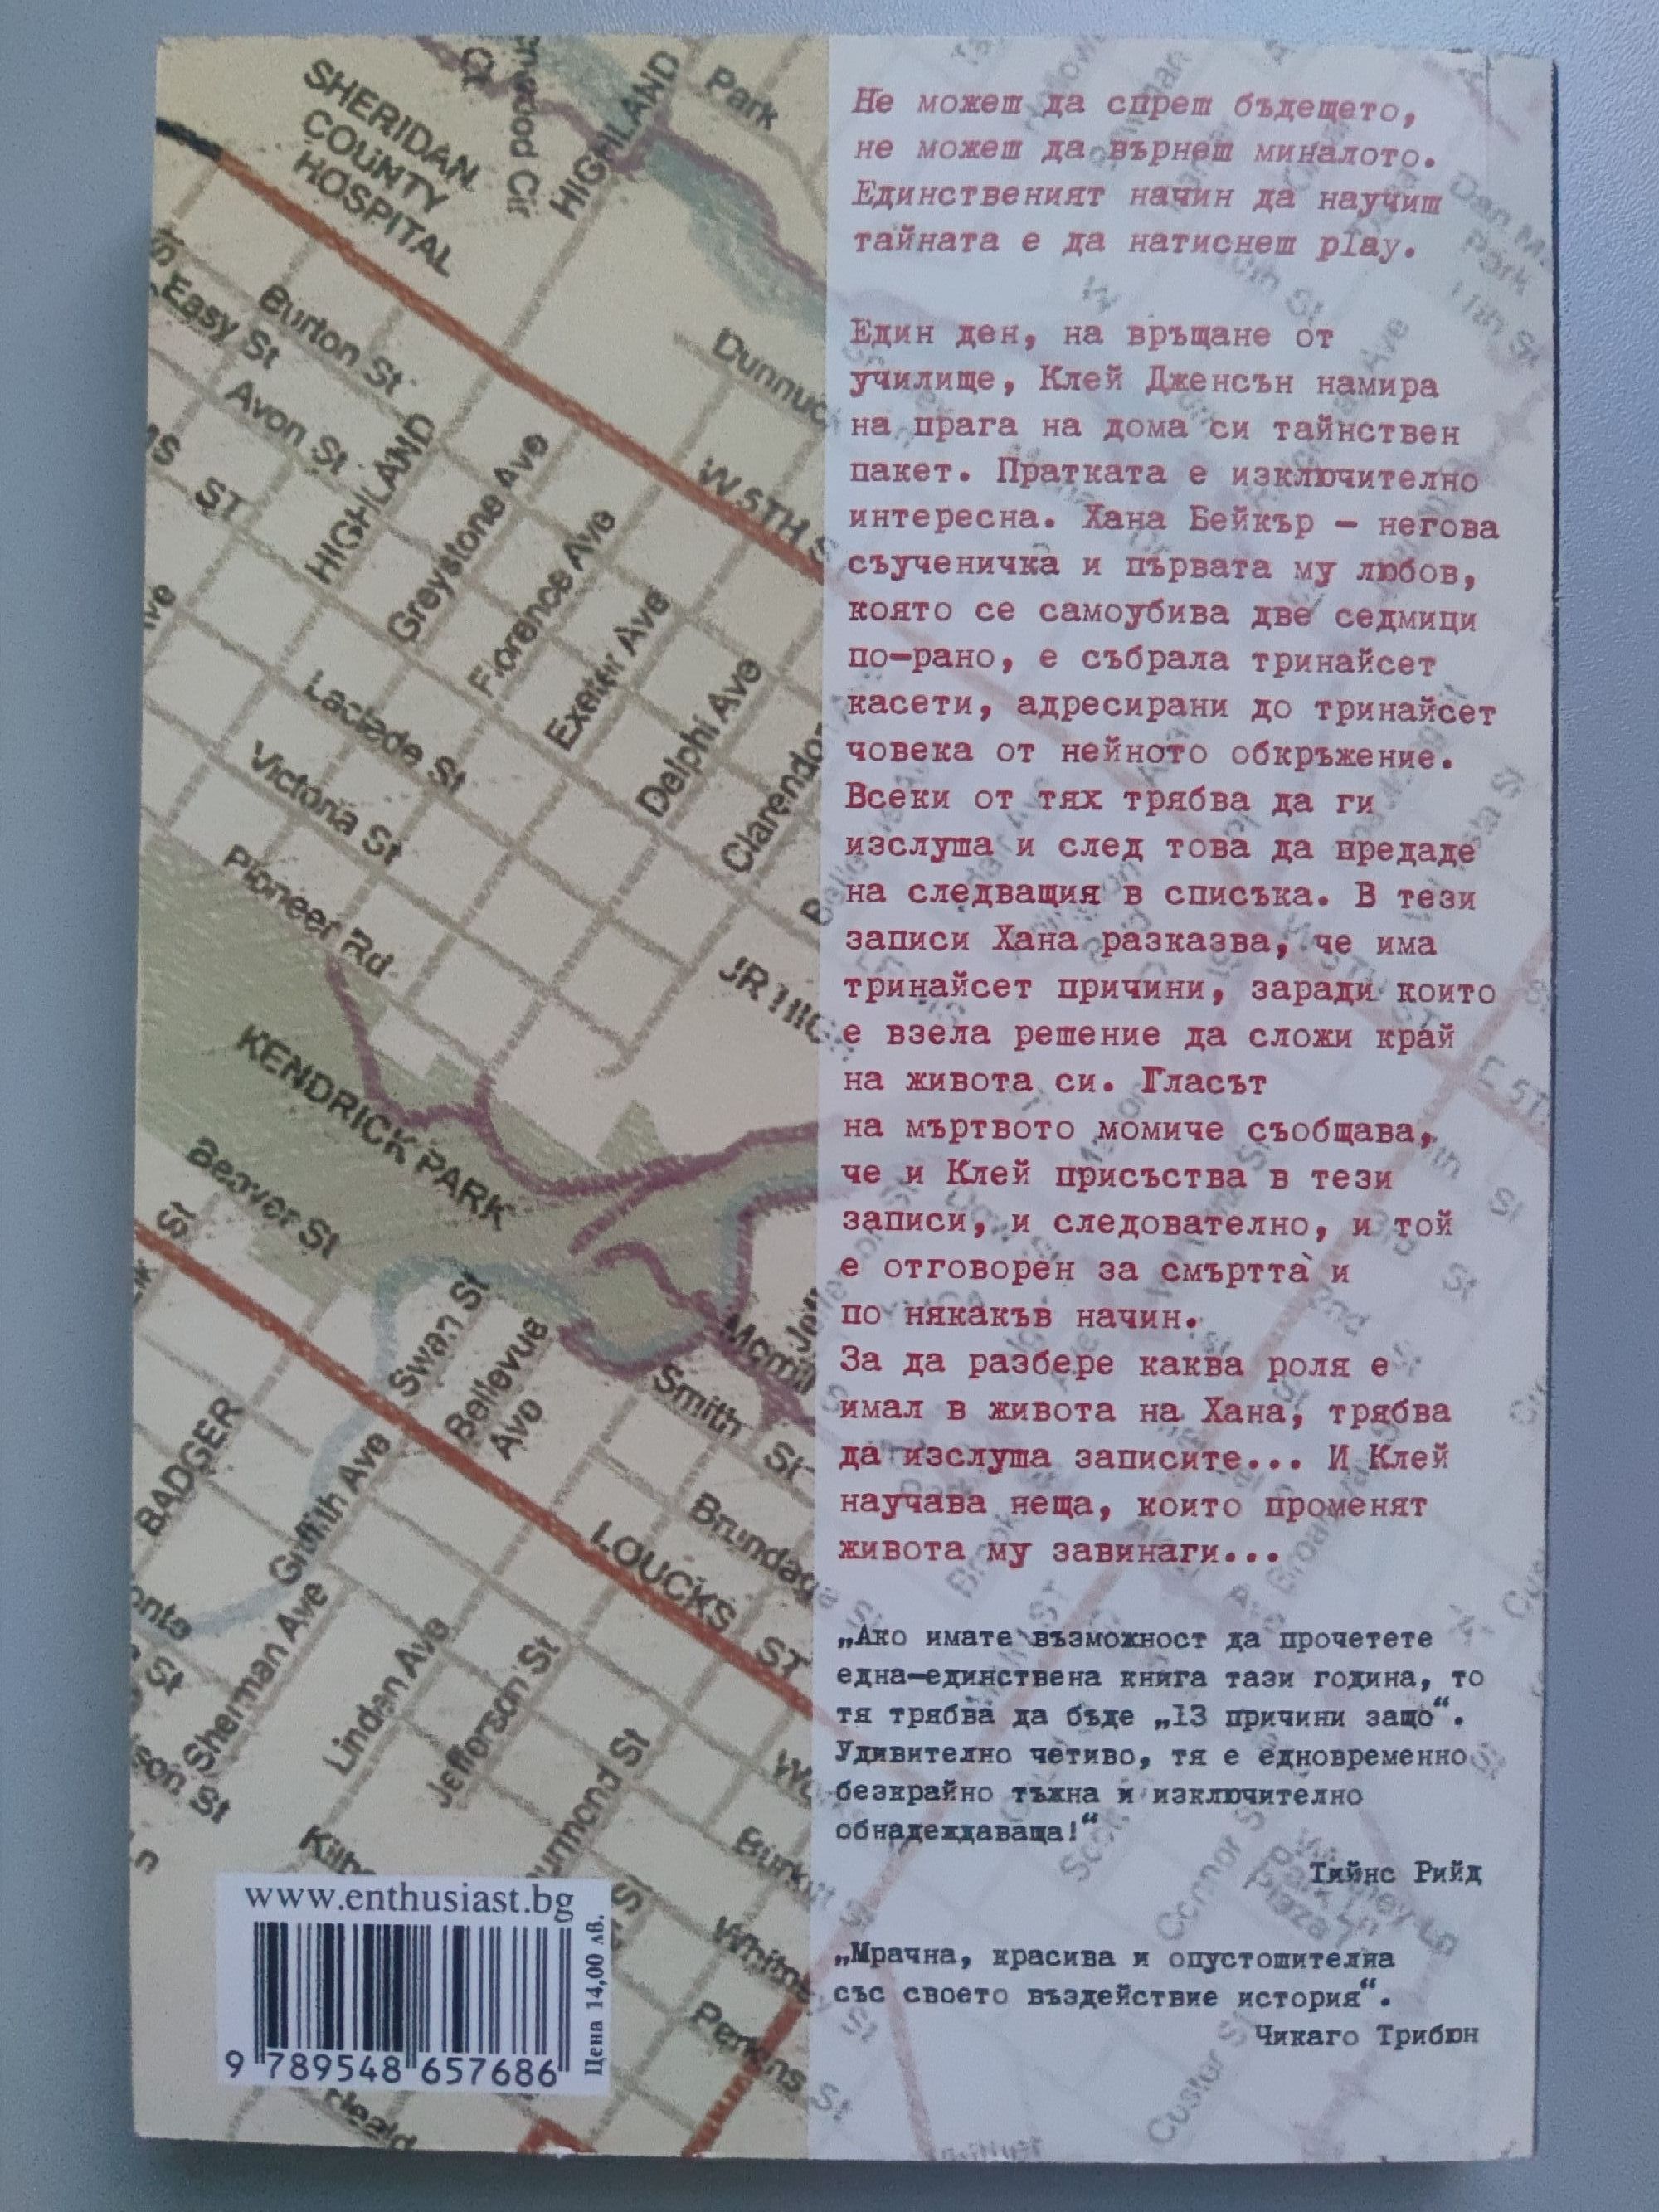 Не можеш да спреш бъдещето,
не можеш да върнеш миналото.
Единственият начин да научиш
тайната е да натиснеш play.
Един ден, на връщане от
училище, Клей Дженсън намира
на прага на дома си тайнствен
пакет. Пратката е изключително
интересна. Хана Бейкър – негова
съученичка и първата му любов,
която се самоубива две седмици
по-рано, е събрала тринайсет
касети, адресирани до тринайсет
човека от нейното обкръжение.
Всеки от тях трябва да ги
изслуша и след това да предаде
на следващия в списъка. В тези
записи Хана разказва, че има
тринайсет причини, заради които
е взела решение да сложи край
на живота си. Гласът
на мъртвото момиче съобщава,
че и Клей присъства в тези
записи, и следователно, и той
е отговорен за смъртта ѝ
по някакъв начин.
За да разбере каква роля е
имал в живота на Хана, трябва
да изслуша записите... И Клей
научава неща, които променят
живота му завинаги...
„Ако имате възможност да прочетете
една-единствена книга тази година, то
тя трябва да бъде „13 причини защо“.
Удивително четиво, тя е едновременно
безкрайно тъжна и изключително
обнадеждаваща!“
Тийнс Рийд
„Мрачна, красива и опустошителна
със своето въздействие история“.
Чикаго Трибюн
SHERIDAN
COUNTY
HOSPITAL
HIGHLAND
Park
Burton St
Easy St
Avon St
HIGHLAND
Greystone Ave
Florence Ave
Exeter Ave
Delphi Ave
W 5TH S
ST
Laclede St
Victoria St
Pioneer Rd
KENDRICK PARK
Beaver St
St
Swan St
Bellevue
Ave
Smith St
BADGER
Griffith Ave
LOUCKS ST
Sherman Ave
Lindan Ave
Jefferson St
Perkins St
www.enthusiast.bg
Цена 14,00 лв.
9 789548 657686